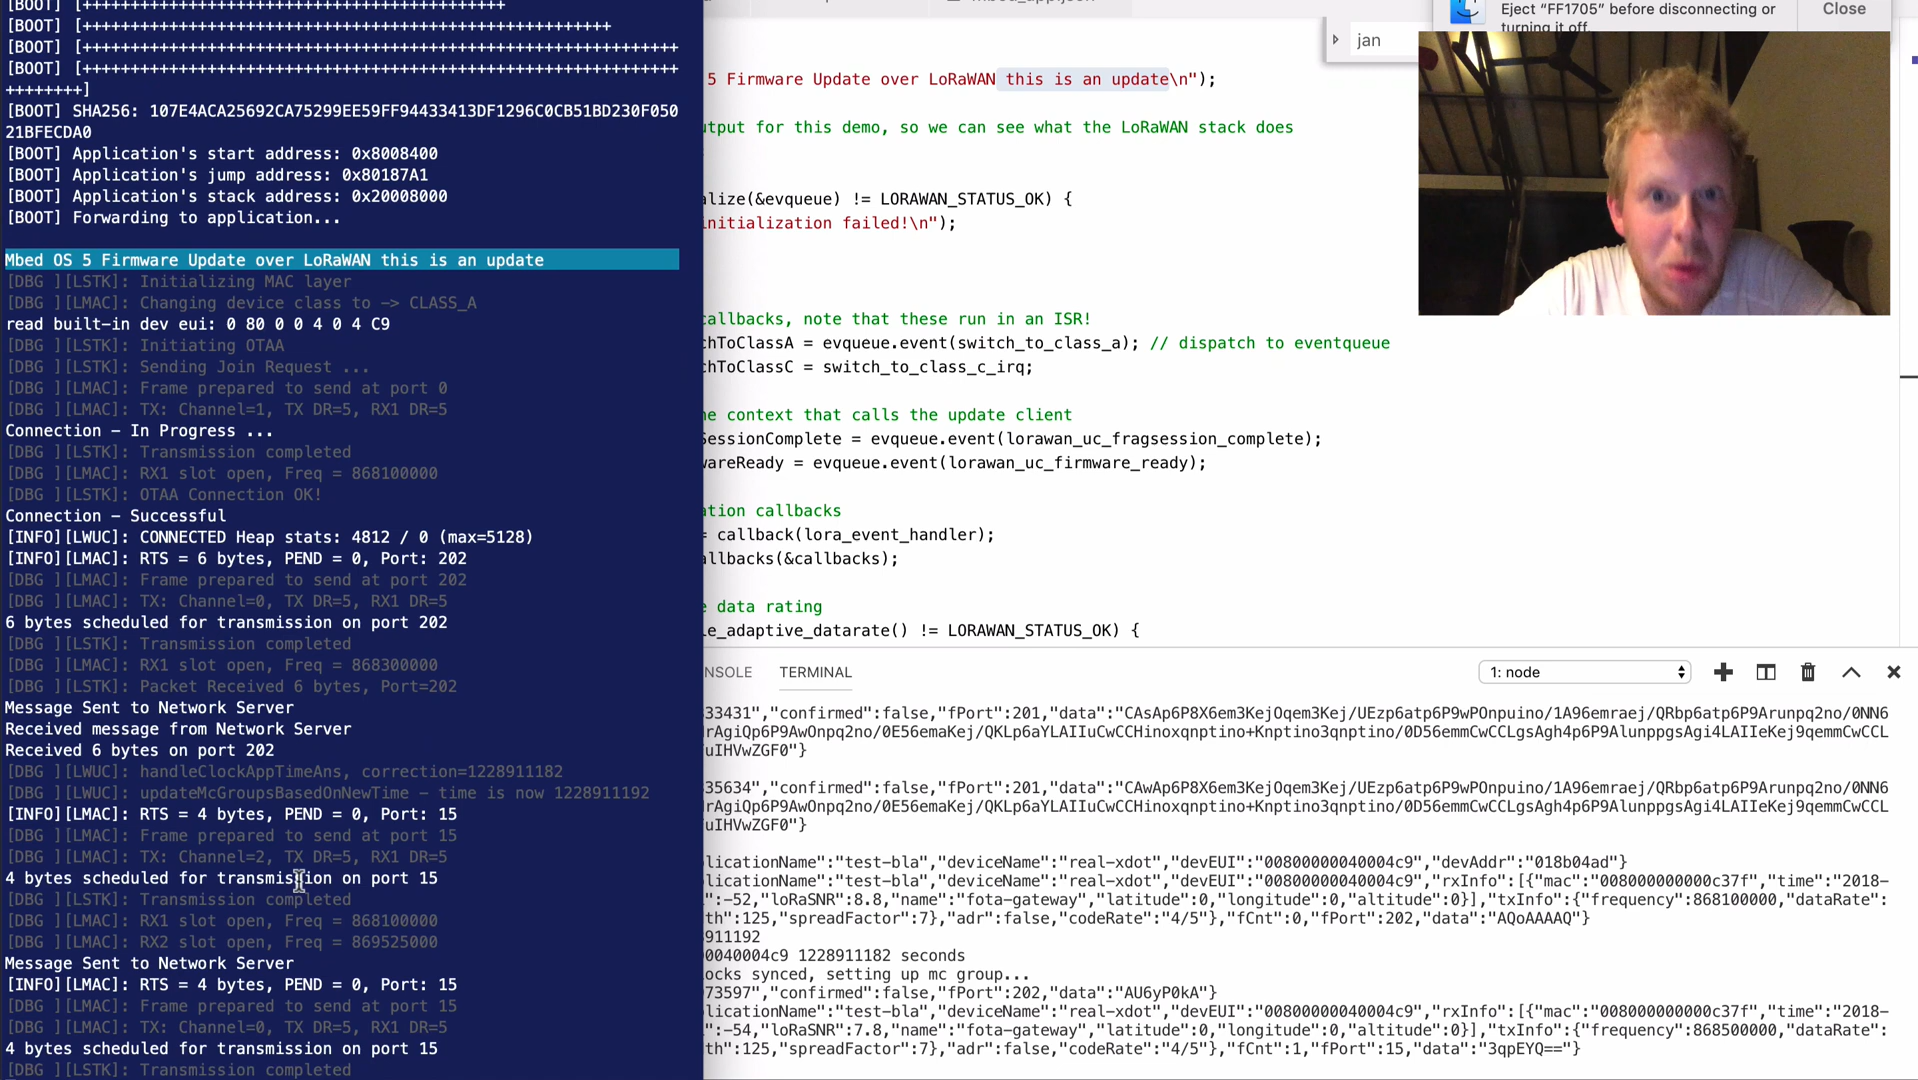 [BOOT] [++++++++++++++++++++++++++++++++++++++++++++
[BOOT] [+++++++++++++++++++++++++++++++++++++++++++++++++++++++
[BOOT] [++++++++++++++++++++++++++++++++++++++++++++++++++++++++++++++
[BOOT] [++++++++++++++++++++++++++++++++++++++++++++++++++++++++++++++
++++++++]
[BOOT] SHA256: 107E4ACA25692CA75299EE59FF94433413DF1296C0CB51BD230F050
21BFECDA0
[BOOT] Application's start address: 0x8008400
[BOOT] Application's jump address: 0x80187A1
[BOOT] Application's stack address: 0x20008000
[BOOT] Forwarding to application...
Mbed OS 5 Firmware Update over LoRaWAN this is an update
[DBG ][LSTK]: Initializing MAC layer
[DBG ][LMAC]: Changing device class to -> CLASS_A
read built-in dev eui: 0 80 0 0 4 0 4 C9
[DBG ][LSTK]: Initiating OTAA
[DBG ][LSTK]: Sending Join Request ...
[DBG ][LMAC]: Frame prepared to send at port 0
[DBG ][LMAC]: TX: Channel=1, TX DR=5, RX1 DR=5
Connection - In Progress ...
[DBG ][LSTK]: Transmission completed
[DBG ][LMAC]: RX1 slot open, Freq = 868100000
[DBG ][LSTK]: OTAA Connection OK!
Connection - Successful
[INFO][LWUC]: CONNECTED Heap stats: 4812 / 0 (max=5128)
[INFO][LMAC]: RTS = 6 bytes, PEND = 0, Port: 202
[DBG ][LMAC]: Frame prepared to send at port 202
[DBG ][LMAC]: TX: Channel=0, TX DR=5, RX1 DR=5
6 bytes scheduled for transmission on port 202
[DBG ][LSTK]: Transmission completed
[DBG ][LMAC]: RX1 slot open, Freq = 868300000
[DBG ][LSTK]: Packet Received 6 bytes, Port=202
Message Sent to Network Server
Received message from Network Server
Received 6 bytes on port 202
[DBG ][LWUC]: handleClockAppTimeAns, correction=1228911182
[DBG ][LWUC]: updateMcGroupsBasedOnNewTime - time is now 1228911192
[INFO][LMAC]: RTS = 4 bytes, PEND = 0, Port: 15
[DBG ][LMAC]: Frame prepared to send at port 15
[DBG ][LMAC]: TX: Channel=2, TX DR=5, RX1 DR=5
4 bytes scheduled for transmission on port 15
[DBG ][LSTK]: Transmission completed
[DBG ][LMAC]: RX1 slot open, Freq = 868100000
[DBG ][LMAC]: RX2 slot open, Freq = 869525000
Message Sent to Network Server
[INFO][LMAC]: RTS = 4 bytes, PEND = 0, Port: 15
[DBG ][LMAC]: Frame prepared to send at port 15
[DBG ][LMAC]: TX: Channel=0, TX DR=5, RX1 DR=5
4 bytes scheduled for transmission on port 15
[DBG ][LSTK]: Transmission completed
Eject “FF1705” before disconnecting or
turning it off.
Close
jan
5 Firmware Update over LoRaWAN this is an update\n");
utput for this demo, so we can see what the LoRaWAN stack does
alize(&evqueue) != LORAWAN_STATUS_OK) {
initialization failed!\n");
callbacks, note that these run in an ISR!
chToClassA = evqueue.event(switch_to_class_a); // dispatch to eventqueue
chToClassC = switch_to_class_c_irq;
he context that calls the update client
SessionComplete = evqueue.event(lorawan_uc_fragsession_complete);
wareReady = evqueue.event(lorawan_uc_firmware_ready);
ation callbacks
= callback(lora_event_handler);
allbacks(&callbacks);
e data rating
le_adaptive_datarate() != LORAWAN_STATUS_OK) {
NSOLE TERMINAL 1: node
33431","confirmed":false,"fPort":201,"data":"CAsAp6P8X6em3KejOqem3Kej/UEzp6atp6P9wPOnpuino/1A96emraej/QRbp6atp6P9Arunpq2no/0NN6
rAgiQp6P9AwOnpq2no/0E56emaKej/QKLp6aYLAIIuCwCCHinoxqnptino+Knptino3qnptino/0D56emmCwCCLgsAgh4p6P9AlunppgsAgi4LAIIeKej9qemmCwCCL
uIHVwZGF0"}
35634","confirmed":false,"fPort":201,"data":"CAwAp6P8X6em3KejOqem3Kej/UEzp6atp6P9wPOnpuino/1A96emraej/QRbp6atp6P9Arunpq2no/0NN6
rAgiQp6P9AwOnpq2no/0E56emaKej/QKLp6aYLAIIuCwCCHinoxqnptino+Knptino3qnptino/0D56emmCwCCLgsAgh4p6P9AlunppgsAgi4LAIIeKej9qemmCwCCL
uIHVwZGF0"}
plicationName":"test-bla","deviceName":"real-xdot","devEUI":"00800000040004c9","devAddr":"018b04ad"}
plicationName":"test-bla","deviceName":"real-xdot","devEUI":"00800000040004c9","rxInfo":[{"mac":"008000000000c37f","time":"2018-
":-52,"loRaSNR":8.8,"name":"fota-gateway","latitude":0,"longitude":0,"altitude":0}],"txInfo":{"frequency":868100000,"dataRate":
th":125,"spreadFactor":7},"adr":false,"codeRate":"4/5"},"fCnt":0,"fPort":202,"data":"AQoAAAAQ"}
911192
0040004c9 1228911182 seconds
ocks synced, setting up mc group...
73597","confirmed":false,"fPort":202,"data":"AU6yP0kA"}
plicationName":"test-bla","deviceName":"real-xdot","devEUI":"00800000040004c9","rxInfo":[{"mac":"008000000000c37f","time":"2018-
":-54,"loRaSNR":7.8,"name":"fota-gateway","latitude":0,"longitude":0,"altitude":0}],"txInfo":{"frequency":868500000,"dataRate":
th":125,"spreadFactor":7},"adr":false,"codeRate":"4/5"},"fCnt":1,"fPort":15,"data":"3qpEYQ=="}